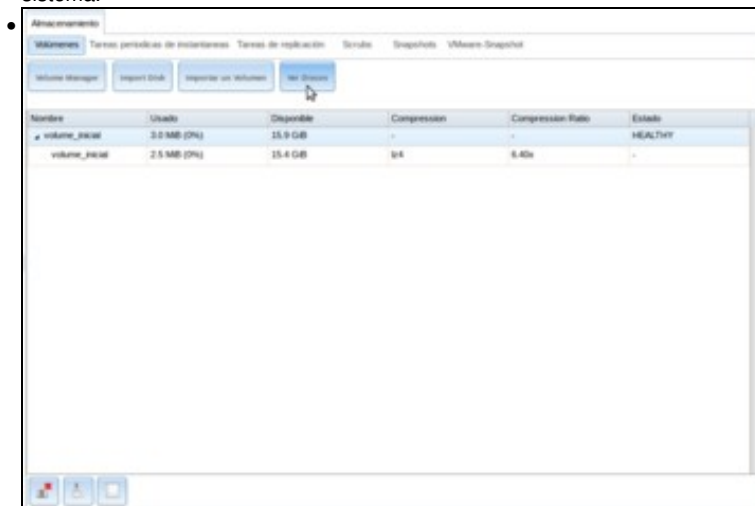 sistema.
Almacenamiento
Volúmenes Tareas periódicas de instantaneas Tareas de replicación Scrubs Snapshots VMware-Snapshot
Volume Manager Import Disk Importar un Volumen Ver Discos
Nombre Usado Disponible Compression Compression Ratio Estado
volume_inicial 3.0 MiB (0%) 15.9 GiB - - HEALTHY
volume_inicial 2.5 MiB (0%) 15.4 GiB lz4 6.40x -